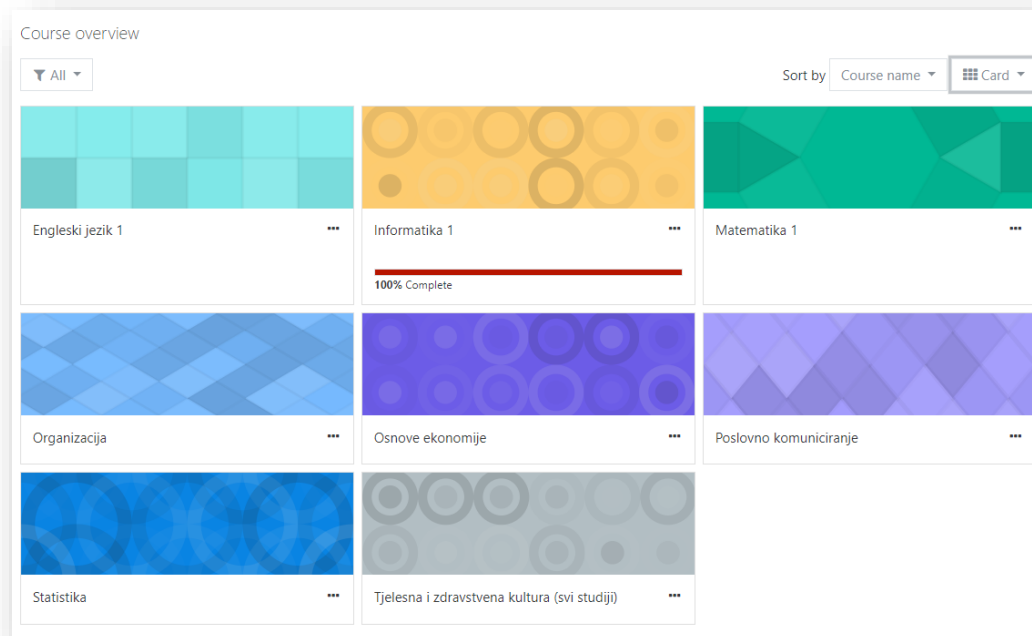 Course overview
All
Sort by Course name Card
Engleski jezik 1
Informatika 1
Matematika 1
100% Complete
Organizacija
Osnove ekonomije
Poslovno komuniciranje
Statistika
Tjelesna i zdravstvena kultura (svi studiji)